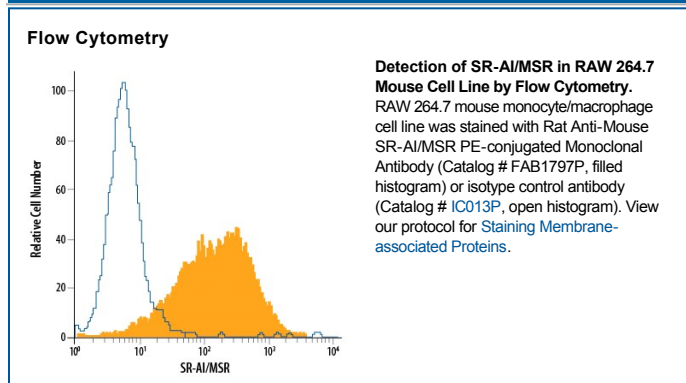 Flow Cytometry
Relative Cell Number
100
80
60
40
20
0
10⁰ 10¹ 10² 10³ 10⁴
SR-AI/MSR
Detection of SR-AI/MSR in RAW 264.7
Mouse Cell Line by Flow Cytometry.
RAW 264.7 mouse monocyte/macrophage
cell line was stained with Rat Anti-Mouse
SR-AI/MSR PE-conjugated Monoclonal
Antibody (Catalog # FAB1797P, filled
histogram) or isotype control antibody
(Catalog # IC013P, open histogram). View
our protocol for Staining Membrane-
associated Proteins.